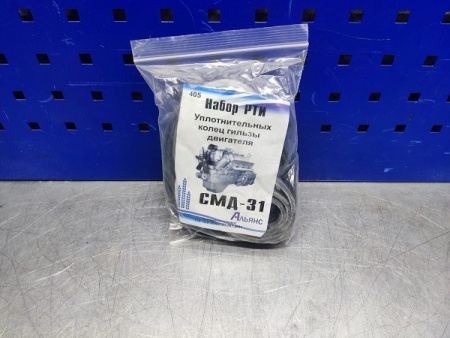 405
Набор РТИ
Уплотнительных
колец гильзы
двигателя
СМД-31
Альянс